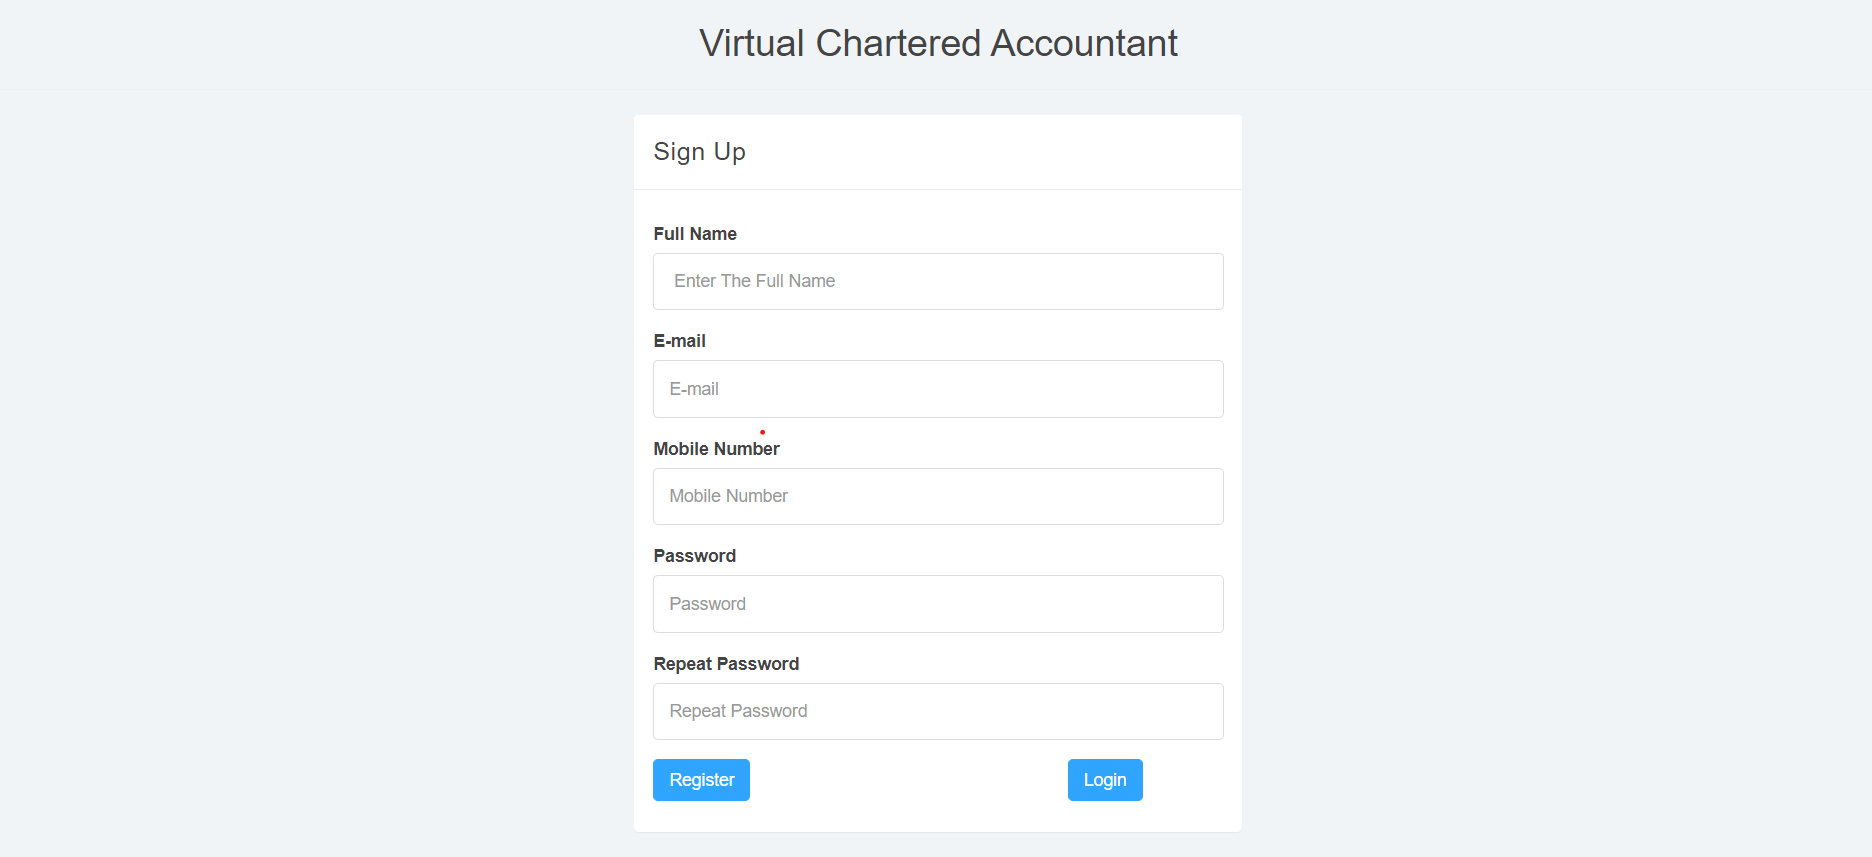 Virtual Chartered Accountant
Sign Up
Full Name
Enter The Full Name
E-mail
E-mail
Mobile Number
Mobile Number
Password
Password
Repeat Password
Repeat Password
Register Login